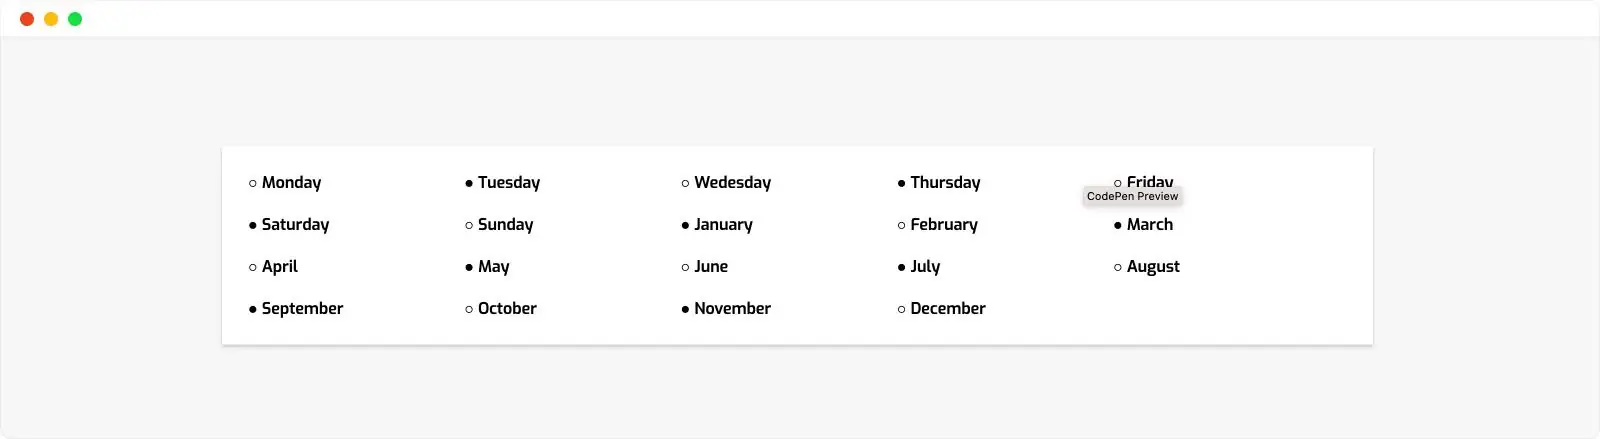 ○ Monday ● Tuesday ○ Wedesday ● Thursday ○ Friday
CodePen Preview
● Saturday ○ Sunday ● January ○ February ● March
○ April ● May ○ June ● July ○ August
● September ○ October ● November ○ December